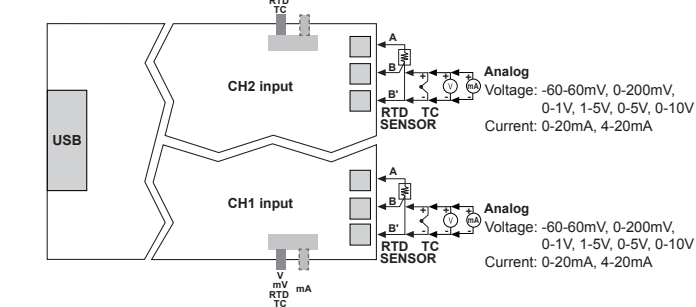 RTD
TC
A
CH2 input
B
B'
+ + +
V mA
- - -
RTD TC
SENSOR
Analog
Voltage: -60-60mV, 0-200mV,
0-1V, 1-5V, 0-5V, 0-10V
Current: 0-20mA, 4-20mA
USB
A
CH1 input
B
B'
+ + +
V mA
- - -
RTD TC
SENSOR
Analog
Voltage: -60-60mV, 0-200mV,
0-1V, 1-5V, 0-5V, 0-10V
Current: 0-20mA, 4-20mA
V
mV
RTD
TC
mA